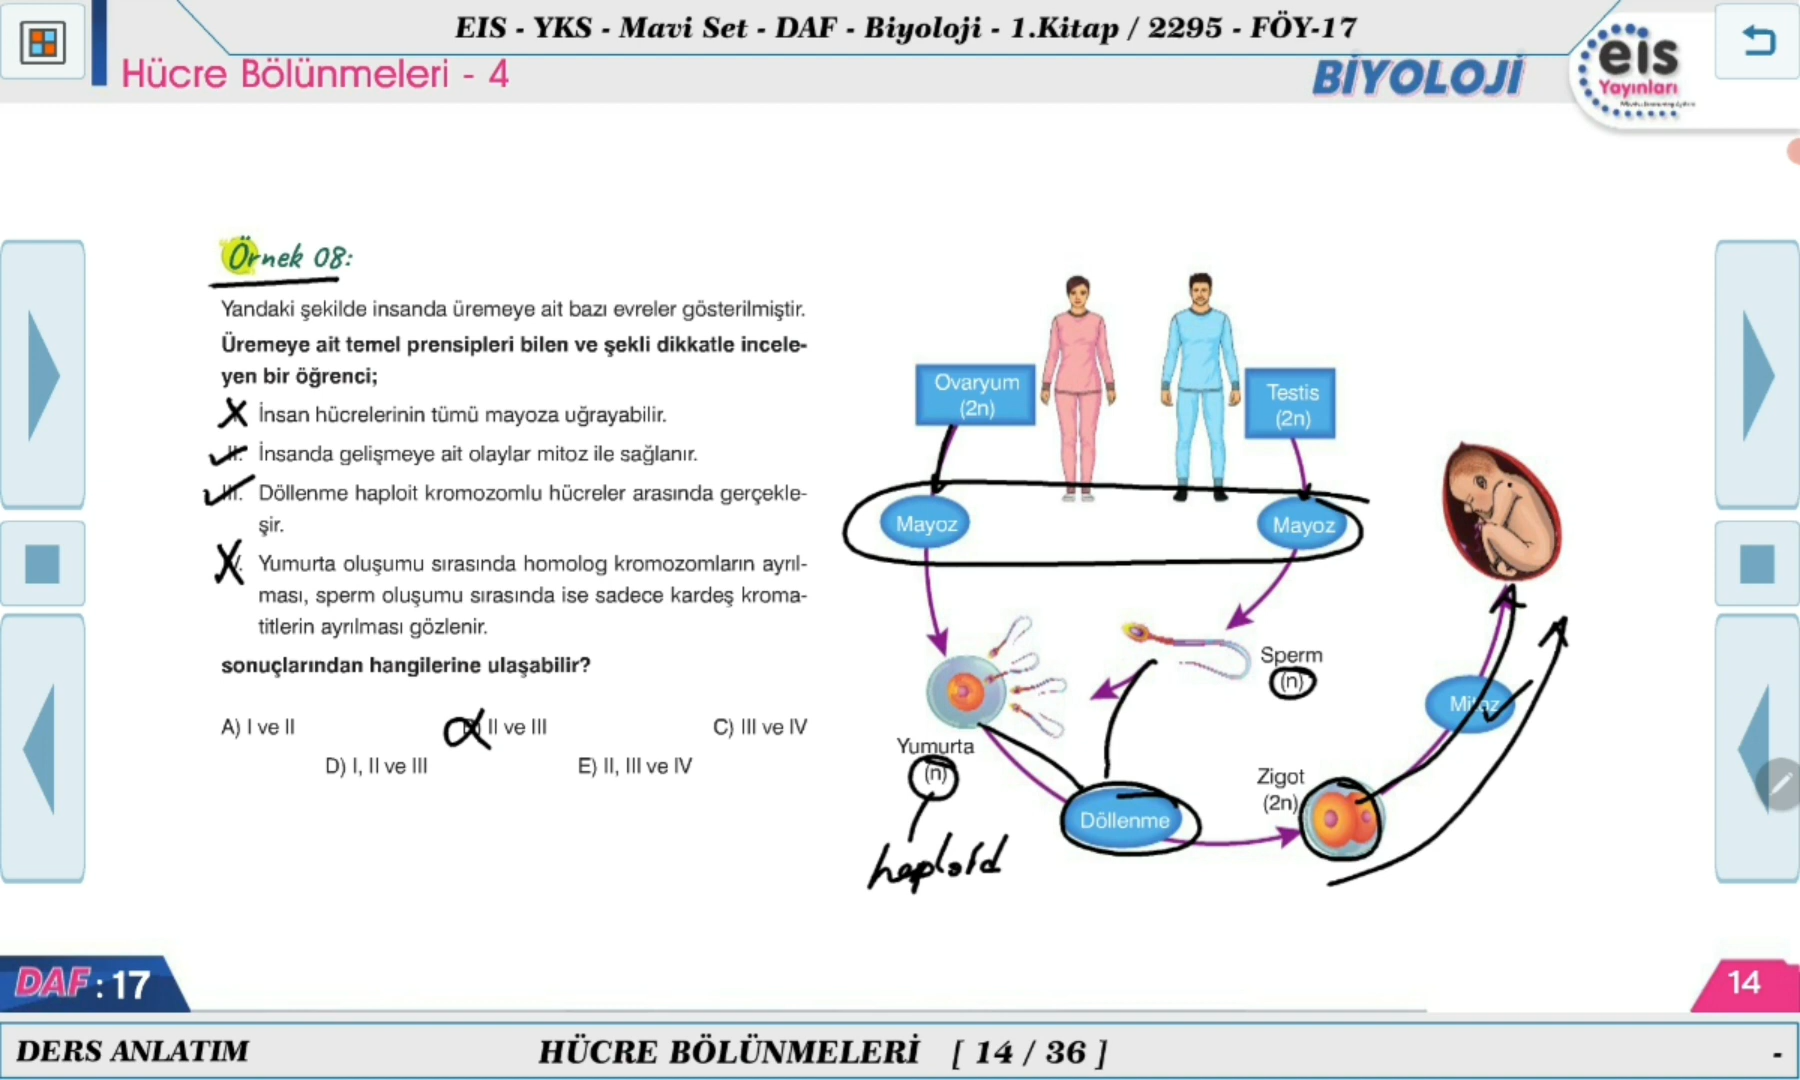 EIS - YKS - Mavi Set - DAF - Biyoloji - 1.Kitap / 2295 - FÖY-17
Hücre Bölünmeleri - 4
BİYOLOJİ
eis
Yayınları
Örnek 08:
Yandaki şekilde insanda üremeye ait bazı evreler gösterilmiştir.
Üremeye ait temel prensipleri bilen ve şekli dikkatle incele-
yen bir öğrenci;
İnsan hücrelerinin tümü mayoza uğrayabilir.
II. İnsanda gelişmeye ait olaylar mitoz ile sağlanır.
III. Döllenme haploit kromozomlu hücreler arasında gerçekle-
şir.
Yumurta oluşumu sırasında homolog kromozomların ayrıl-
ması, sperm oluşumu sırasında ise sadece kardeş kroma-
titlerin ayrılması gözlenir.
sonuçlarından hangilerine ulaşabilir?
A) I ve II
II ve III
C) III ve IV
D) I, II ve III
E) II, III ve IV
Ovaryum
(2n)
Testis
(2n)
Mayoz
Mayoz
Sperm
(n)
Yumurta
(n)
haploid
Döllenme
Zigot
(2n)
Mitoz
DAF : 17
14
DERS ANLATIM
HÜCRE BÖLÜNMELERİ [ 14 / 36 ]
-